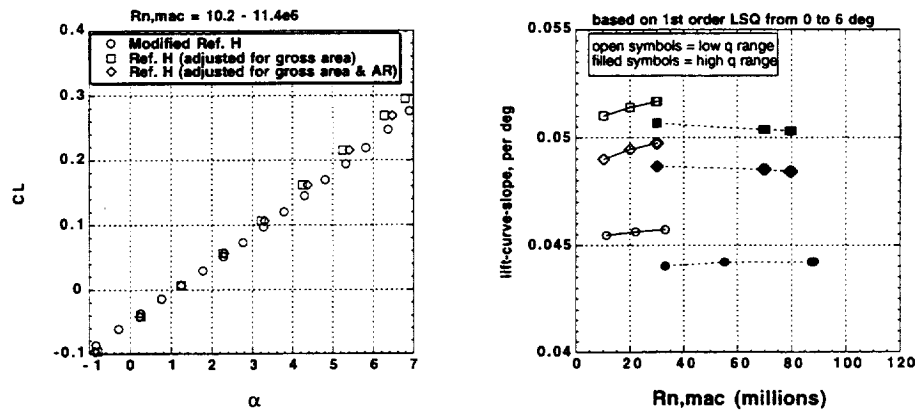 Rn,mac = 10.2 - 11.4e6
CL
0.3
0.2
0.1
0
-0.1
Modified Ref. H
Ref. H (adjusted for gross area)
Ref. H (adjusted for gross area & AR)
-1 0 1 2 3 4 5 6 7
α
based on 1st order LSQ from 0 to 6 deg
lift-curve-slope, per deg
0.055
0.05
0.045
0.04
open symbols = low q range
filled symbols = high q range
0 20 40 60 80 100 120
Rn,mac (millions)